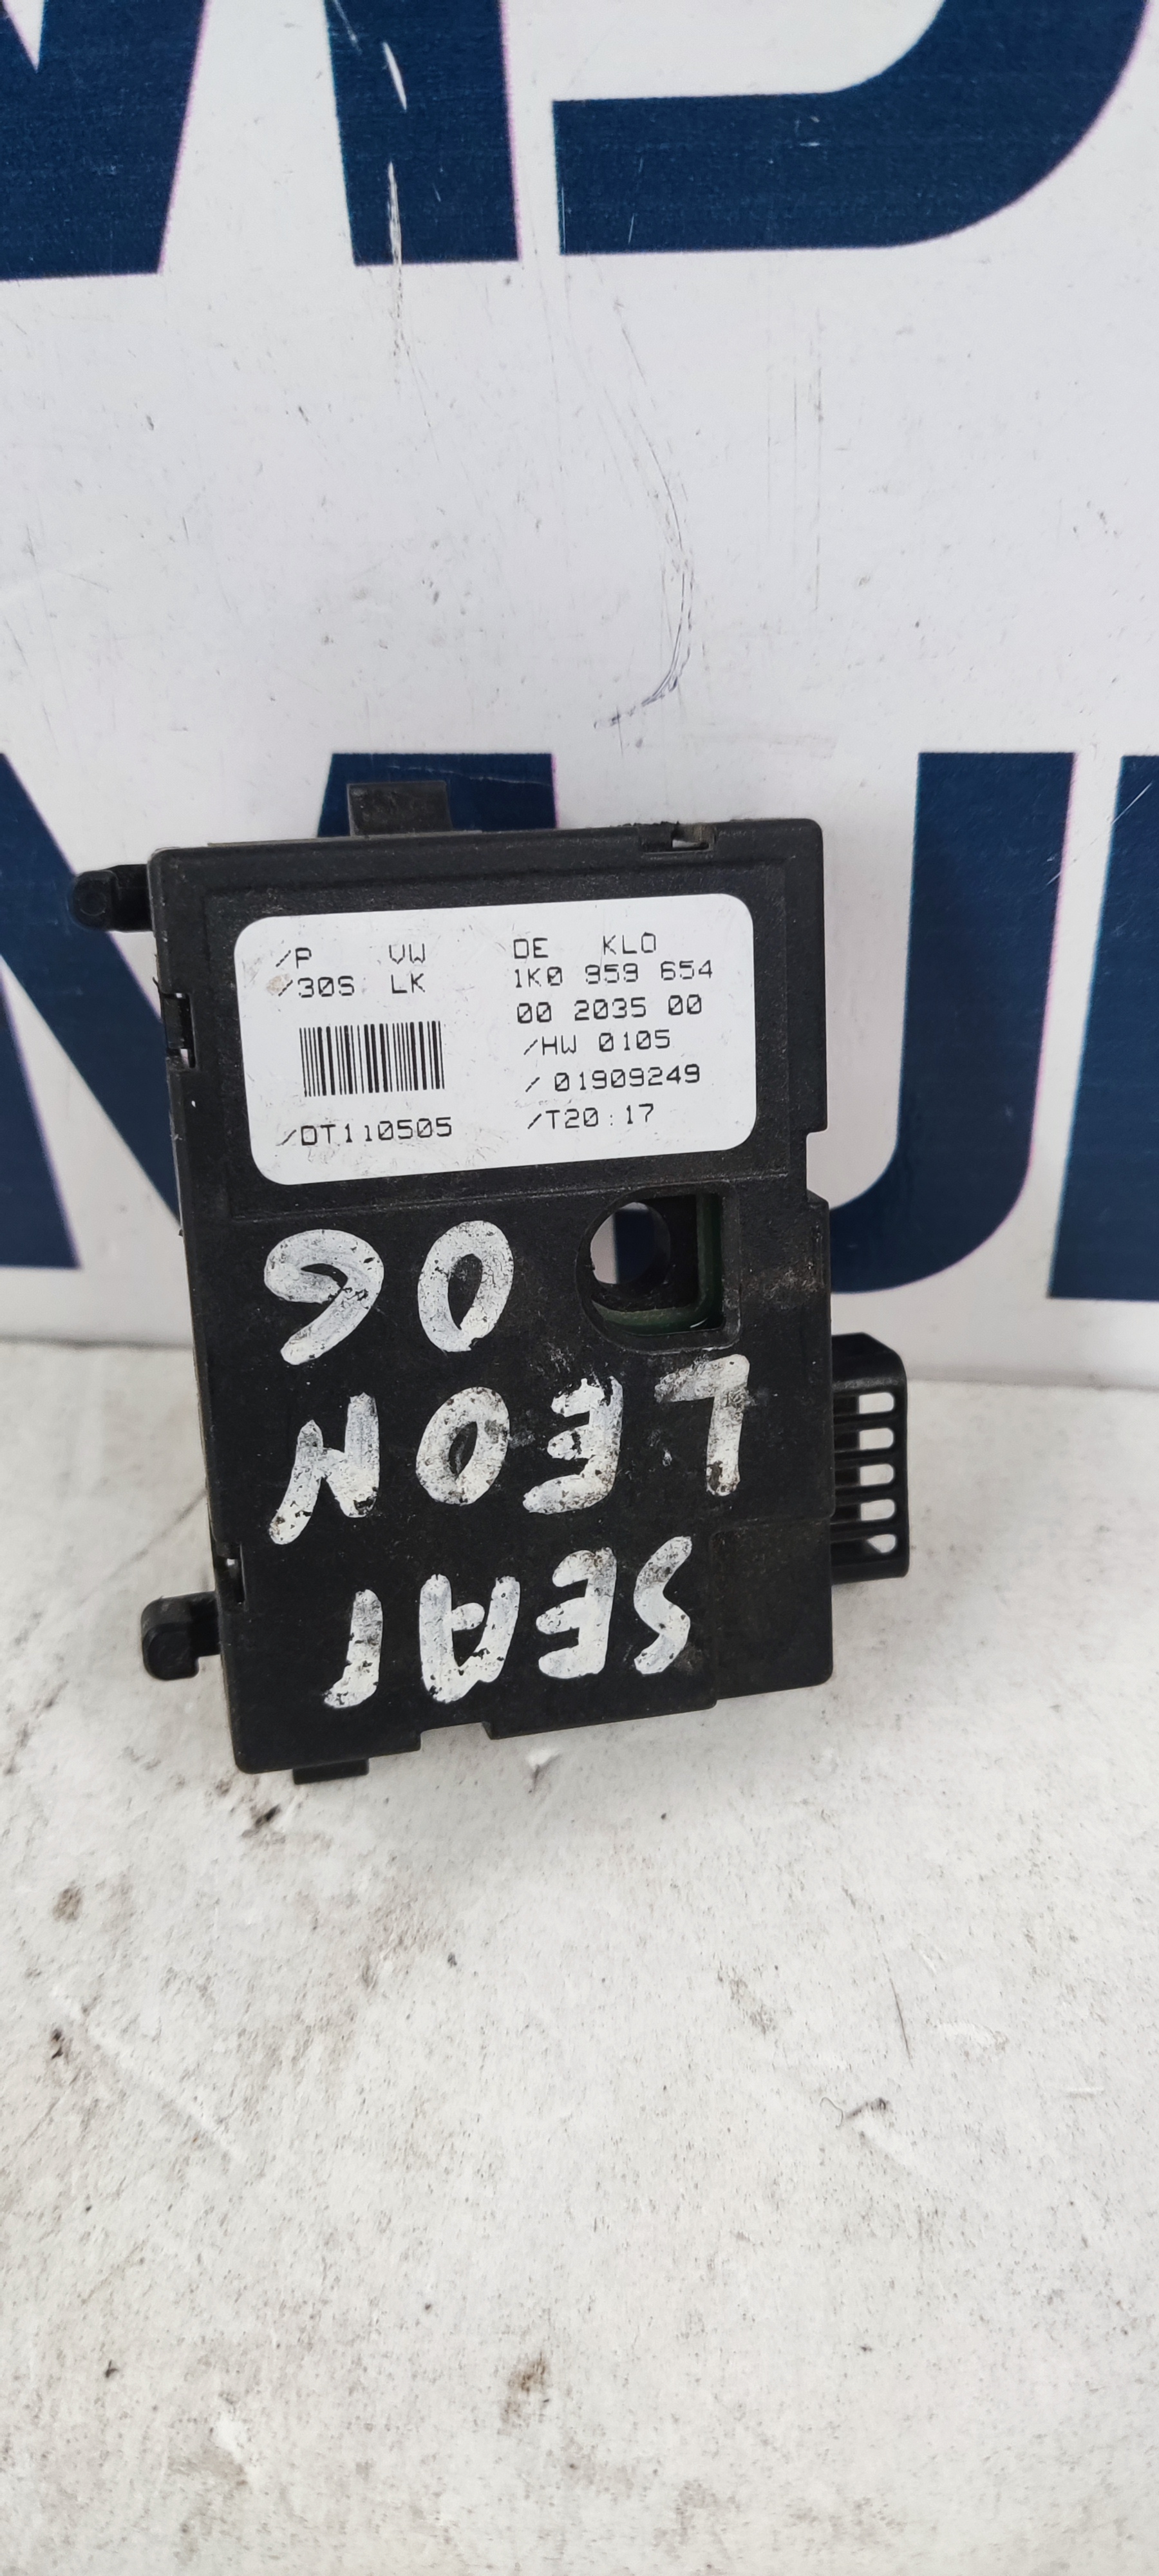 /P VW DE KLO
/30S LK 1K0 959 654
00 2035 00
/HW 0105
/ 01909249
/DT110505 /T20:17
SEAT
LEON
06